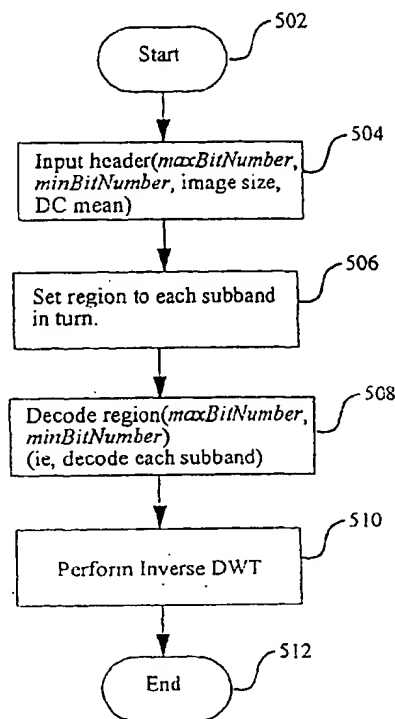 502
Start
504
Input header(maxBitNumber,
minBitNumber, image size,
DC mean)
506
Set region to each subband
in turn.
508
Decode region(maxBitNumber,
minBitNumber)
(ie, decode each subband)
510
Perform Inverse DWT
512
End